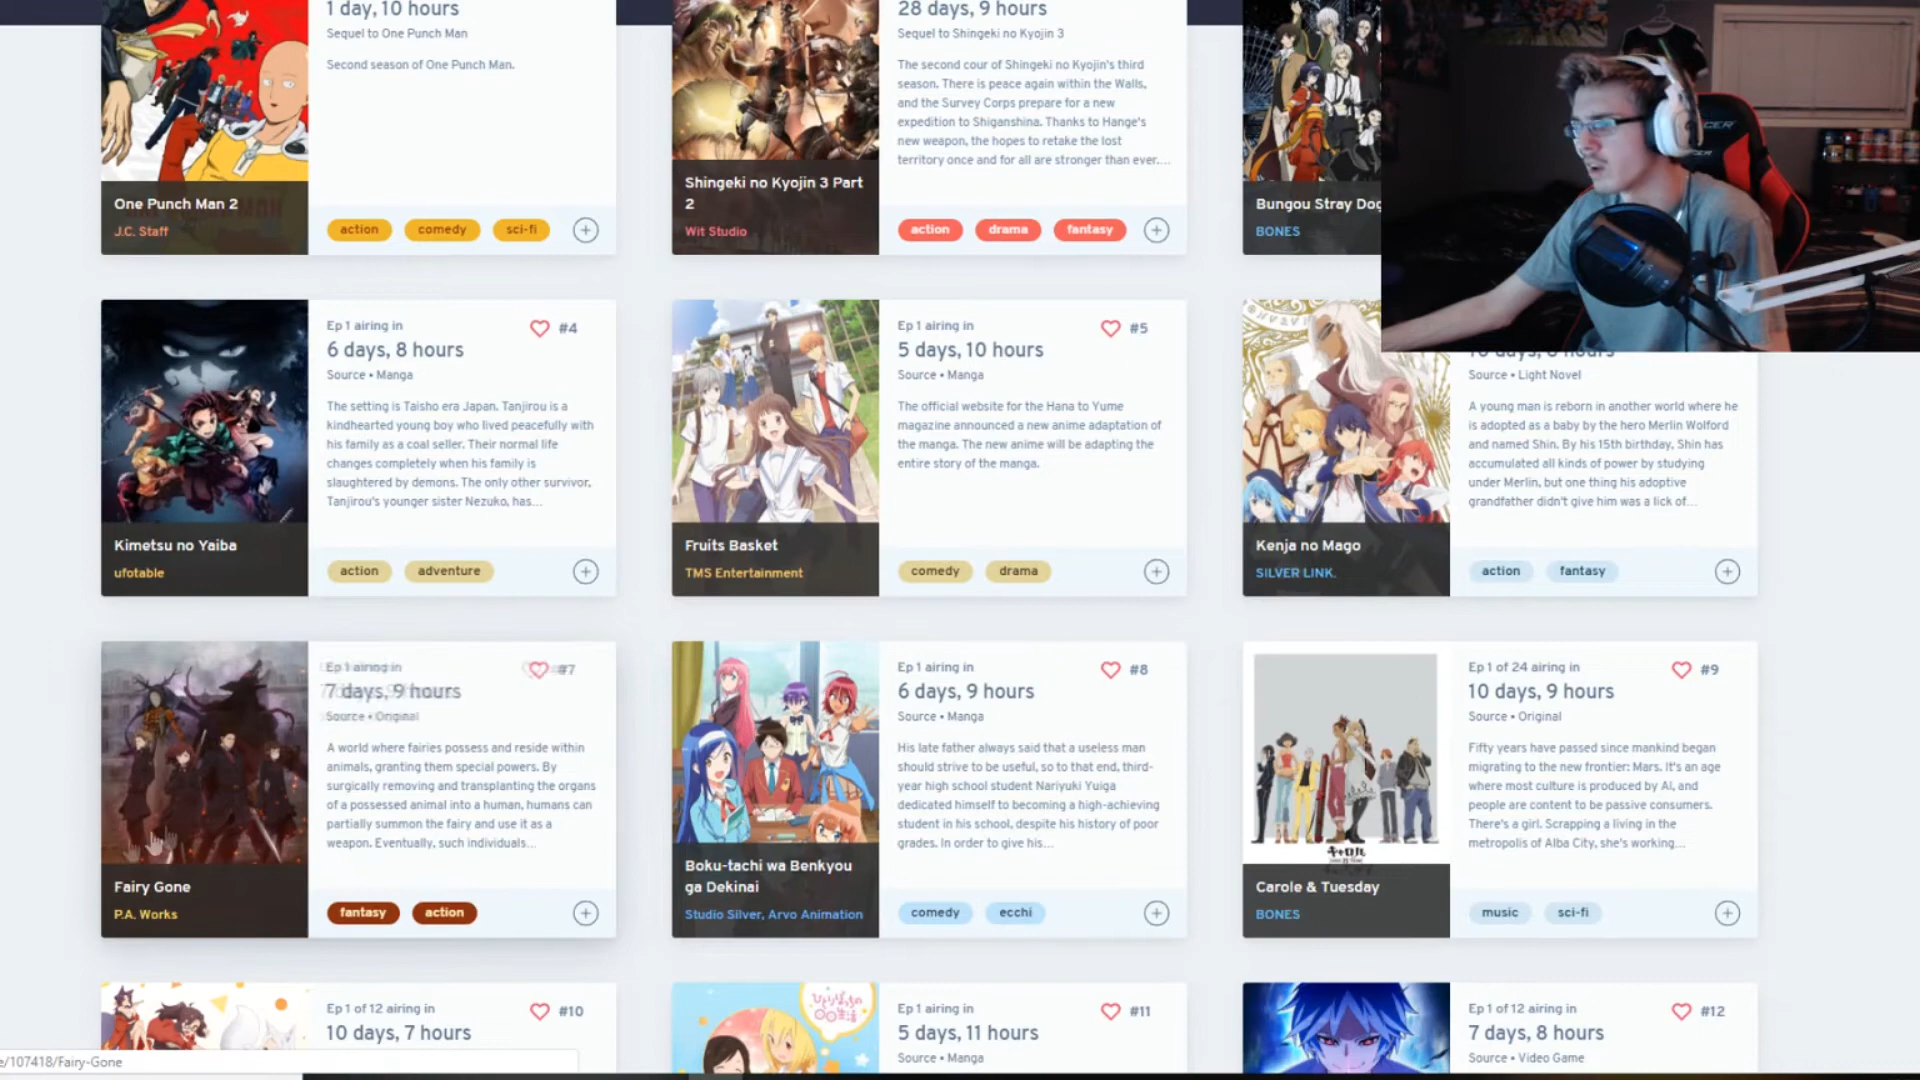 1 day, 10 hours
Sequel to One Punch Man
Second season of One Punch Man.
One Punch Man 2
J.C. Staff
action
comedy
sci-fi
28 days, 9 hours
Sequel to Shingeki no Kyojin 3
The second cour of Shingeki no Kyojin's third
season. There is peace again within the Walls,
and the Survey Corps prepare for a new
expedition to Shiganshina. Thanks to Hange's
new weapon, the hopes to retake the lost
territory once and for all are stronger than ever....
Shingeki no Kyojin 3 Part
2
Wit Studio
action
drama
fantasy
Bungou Stray Dog
BONES
Ep 1 airing in
#4
6 days, 8 hours
Source • Manga
The setting is Taisho era Japan. Tanjirou is a
kindhearted young boy who lived peacefully with
his family as a coal seller. Their normal life
changes completely when his family is
slaughtered by demons. The only other survivor,
Tanjirou's younger sister Nezuko, has...
Kimetsu no Yaiba
ufotable
action
adventure
Ep 1 airing in
#5
5 days, 10 hours
Source • Manga
The official website for the Hana to Yume
magazine announced a new anime adaptation of
the manga. The new anime will be adapting the
entire story of the manga.
Fruits Basket
TMS Entertainment
comedy
drama
Source • Light Novel
A young man is reborn in another world where he
is adopted as a baby by the hero Merlin Wolford
and named Shin. By his 15th birthday, Shin has
accumulated all kinds of power by studying
under Merlin, but one thing his adoptive
grandfather didn't give him was a lick of...
Kenja no Mago
SILVER LINK.
action
fantasy
Ep 1 airing in
#7
7 days, 9 hours
Source • Original
A world where fairies possess and reside within
animals, granting them special powers. By
surgically removing and transplanting the organs
of a possessed animal into a human, humans can
partially summon the fairy and use it as a
weapon. Eventually, such individuals...
Fairy Gone
P.A. Works
fantasy
action
Ep 1 airing in
#8
6 days, 9 hours
Source • Manga
His late father always said that a useless man
should strive to be useful, so to that end, third-
year high school student Nariyuki Yuiga
dedicated himself to becoming a high-achieving
student in his school, despite his history of poor
grades. In order to give his...
Boku-tachi wa Benkyou
ga Dekinai
Studio Silver, Arvo Animation
comedy
ecchi
Ep 1 of 24 airing in
#9
10 days, 9 hours
Source • Original
Fifty years have passed since mankind began
migrating to the new frontier: Mars. It's an age
where most culture is produced by AI, and
people are content to be passive consumers.
There's a girl. Scrapping a living in the
metropolis of Alba City, she's working...
Carole & Tuesday
BONES
music
sci-fi
Ep 1 of 12 airing in
#10
10 days, 7 hours
Ep 1 airing in
#11
5 days, 11 hours
Source • Manga
Ep 1 of 12 airing in
#12
7 days, 8 hours
Source • Video Game
e/107418/Fairy-Gone